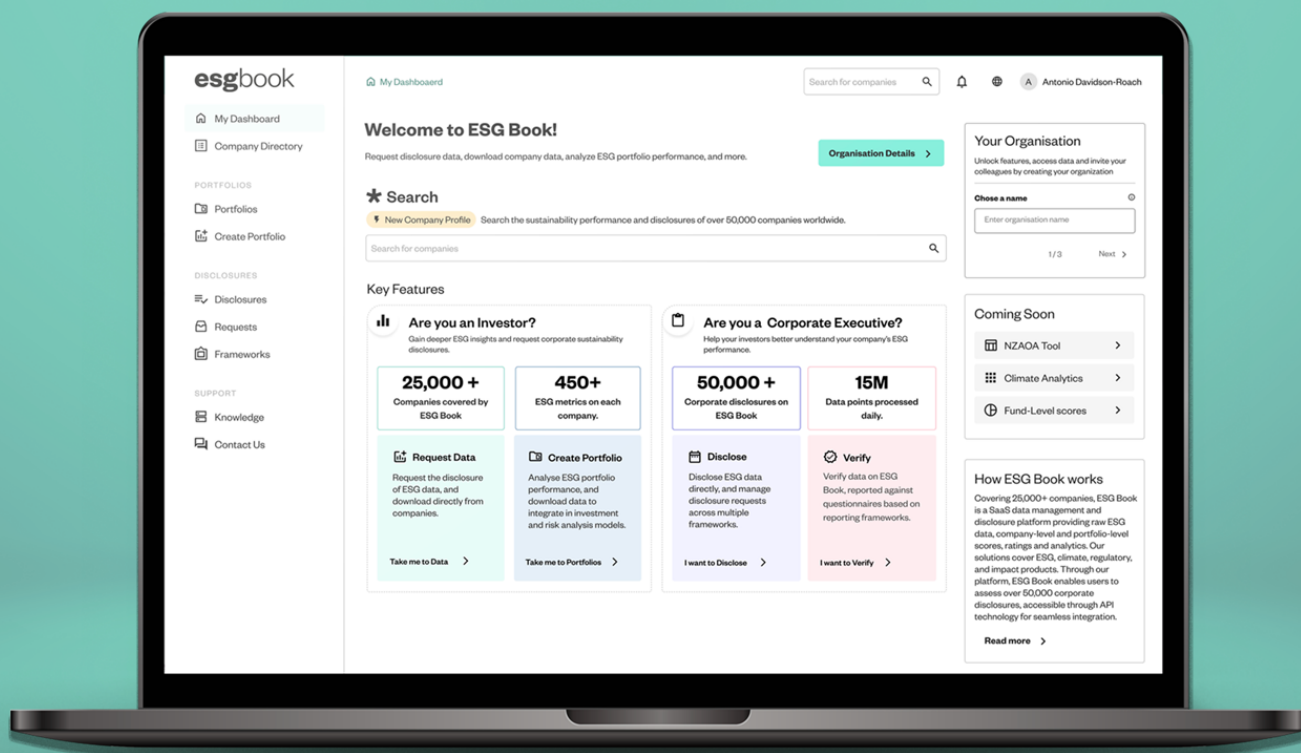 esgbook
My Dashboard
Company Directory
PORTFOLIOS
Portfolios
Create Portfolio
DISCLOSURES
Disclosures
Requests
Frameworks
SUPPORT
Knowledge
Contact Us
My Dashboaerd
Search for companies
A Antonio Davidson-Roach
Welcome to ESG Book!
Request disclosure data, download company data, analyze ESG portfolio performance, and more.
Organisation Details
Search
New Company Profile Search the sustainability performance and disclosures of over 50,000 companies worldwide.
Search for companies
Key Features
Are you an Investor?
Gain deeper ESG insights and request corporate sustainability
disclosures.
25,000 +
Companies covered by
ESG Book
450+
ESG metrics on each
company.
Request Data
Request the disclosure
of ESG data, and
download directly from
companies.
Take me to Data
Create Portfolio
Analyse ESG portfolio
performance, and
download data to
integrate in investment
and risk analysis models.
Take me to Portfolios
Are you a Corporate Executive?
Help your investors better understand your company's ESG
performance.
50,000 +
Corporate disclosures on
ESG Book
15M
Data points processed
daily.
Disclose
Disclose ESG data
directly, and manage
disclosure requests
across multiple
frameworks.
I want to Disclose
Verify
Verify data on ESG
Book, reported against
questionnaires based on
reporting frameworks.
I want to Verify
Your Organisation
Unlock features, access data and invite your
colleagues by creating your organization
Chose a name
Enter organisation name
1/3 Next
Coming Soon
NZAOA Tool
Climate Analytics
Fund-Level scores
How ESG Book works
Covering 25,000+ companies, ESG Book
is a SaaS data management and
disclosure platform providing raw ESG
data, company-level and portfolio-level
scores, ratings and analytics. Our
solutions cover ESG, climate, regulatory,
and impact products. Through our
platform, ESG Book enables users to
assess over 50,000 corporate
disclosures, accessible through API
technology for seamless integration.
Read more